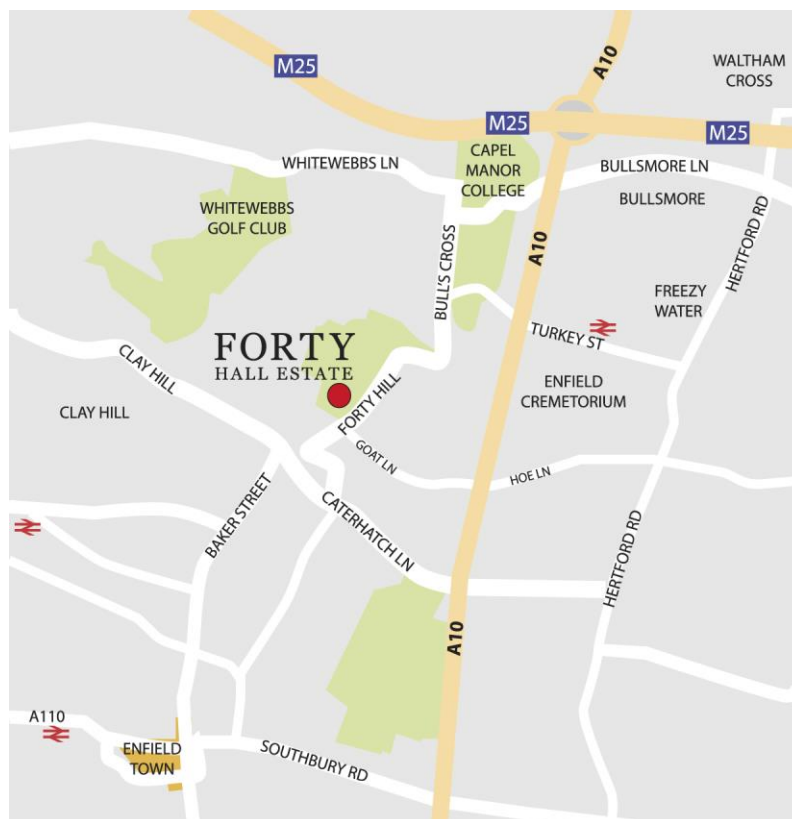 A10
WALTHAM
CROSS
M25
M25
M25
WHITEWEBBS LN
CAPEL
MANOR
COLLEGE
BULLSMORE LN
BULLSMORE
WHITEWEBBS
GOLF CLUB
HERTFORD RD
BULL'S CROSS
A10
FREEZY
WATER
TURKEY ST
FORTY
HALL ESTATE
CLAY HILL
ENFIELD
CREMETORIUM
CLAY HILL
FORTY HILL
GOAT LN
HOE LN
BAKER STREET
CATERHATCH LN
HERTFORD RD
A10
A110
ENFIELD
TOWN
SOUTHBURY RD